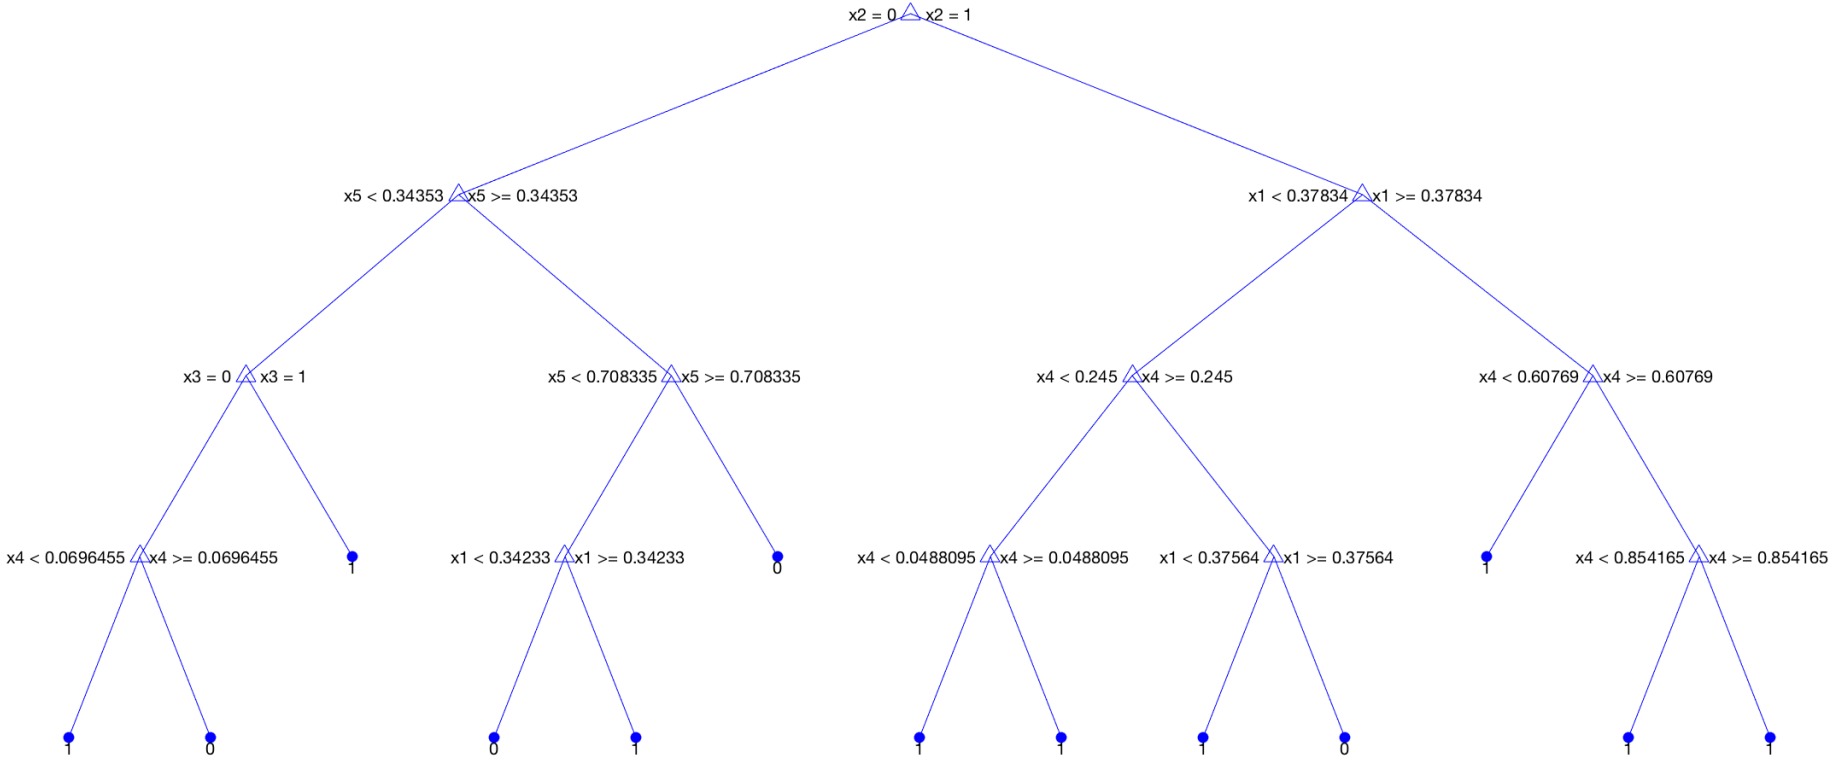 x2 = 0 x2 = 1
x5 < 0.34353 x5 >= 0.34353 x1 < 0.37834 x1 >= 0.37834
x3 = 0 x3 = 1 x5 < 0.708335 x5 >= 0.708335 x4 < 0.245 x4 >= 0.245 x4 < 0.60769 x4 >= 0.60769
x4 < 0.0696455 x4 >= 0.0696455 1 x1 < 0.34233 x1 >= 0.34233 0 x4 < 0.0488095 x4 >= 0.0488095 x1 < 0.37564 x1 >= 0.37564 1 x4 < 0.854165 x4 >= 0.854165
1 0 0 1 1 1 1 0 1 1